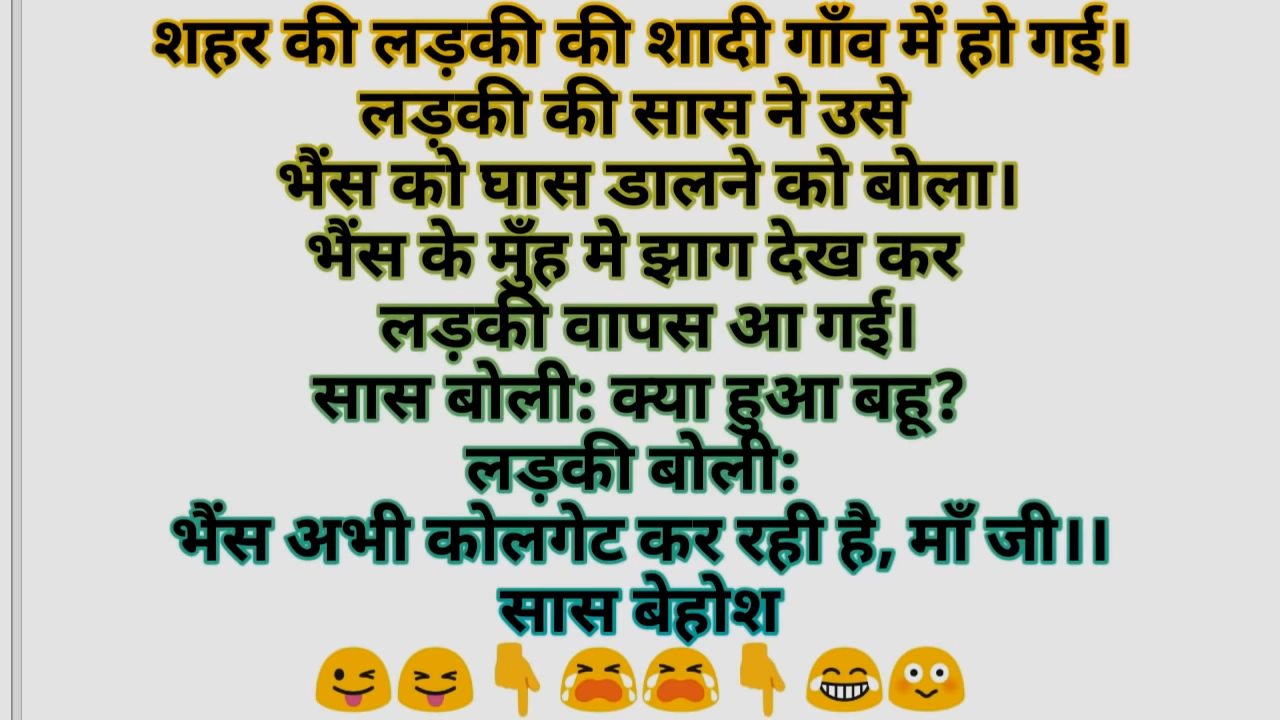 शहर की लड़की की शादी गाँव में हो गई।
लड़की की सास ने उसे
भैंस को घास डालने को बोला।
भैंस के मुँह मे झाग देख कर
लड़की वापस आ गई।
सास बोली: क्या हुआ बहू?
लड़की बोली:
भैंस अभी कोलगेट कर रही है, माँ जी।।
सास बेहोश
😜😝👇😭😭👇😂😳